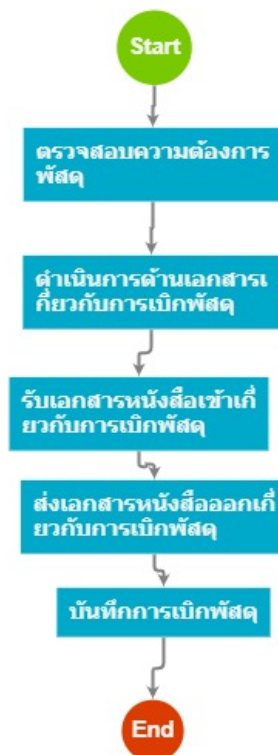 Start
ตรวจสอบความต้องการ
พัสดุ
ดำเนินการด้านเอกสารเ
กี่ยวกับการเบิกพัสดุ
รับเอกสารหนังสือเข้าเกี่
ยวกับการเบิกพัสดุ
ส่งเอกสารหนังสือออกเกี่
ยวกับการเบิกพัสดุ
บันทึกการเบิกพัสดุ
End